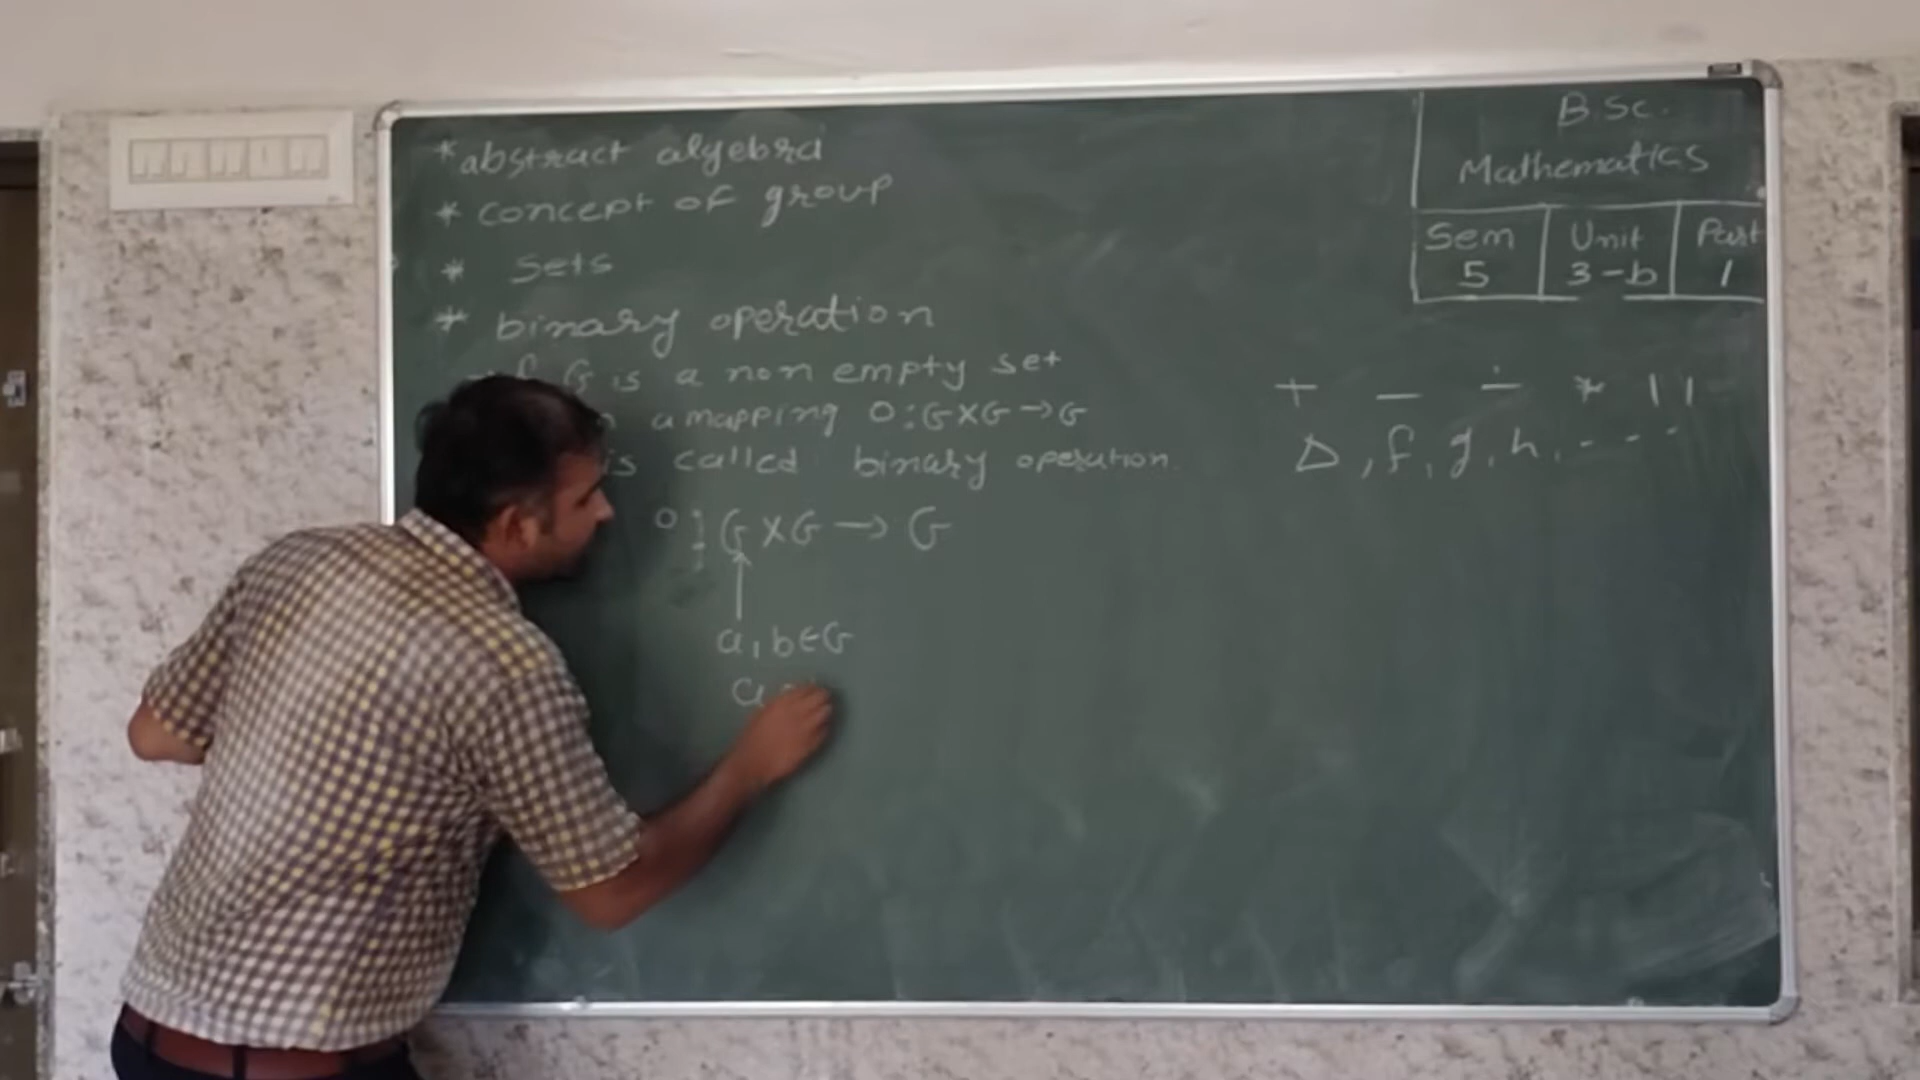 *abstract algebra
* concept of group
* sets
* binary operation
G is a non empty set
a mapping O:G×G→G
is called binary operation
o : G×G → G
a, b ∈ G
a
B.Sc.
Mathematics
Sem Unit Part
5 3-b 1
+ − ÷ * ||
Δ, f, g, h, - - -